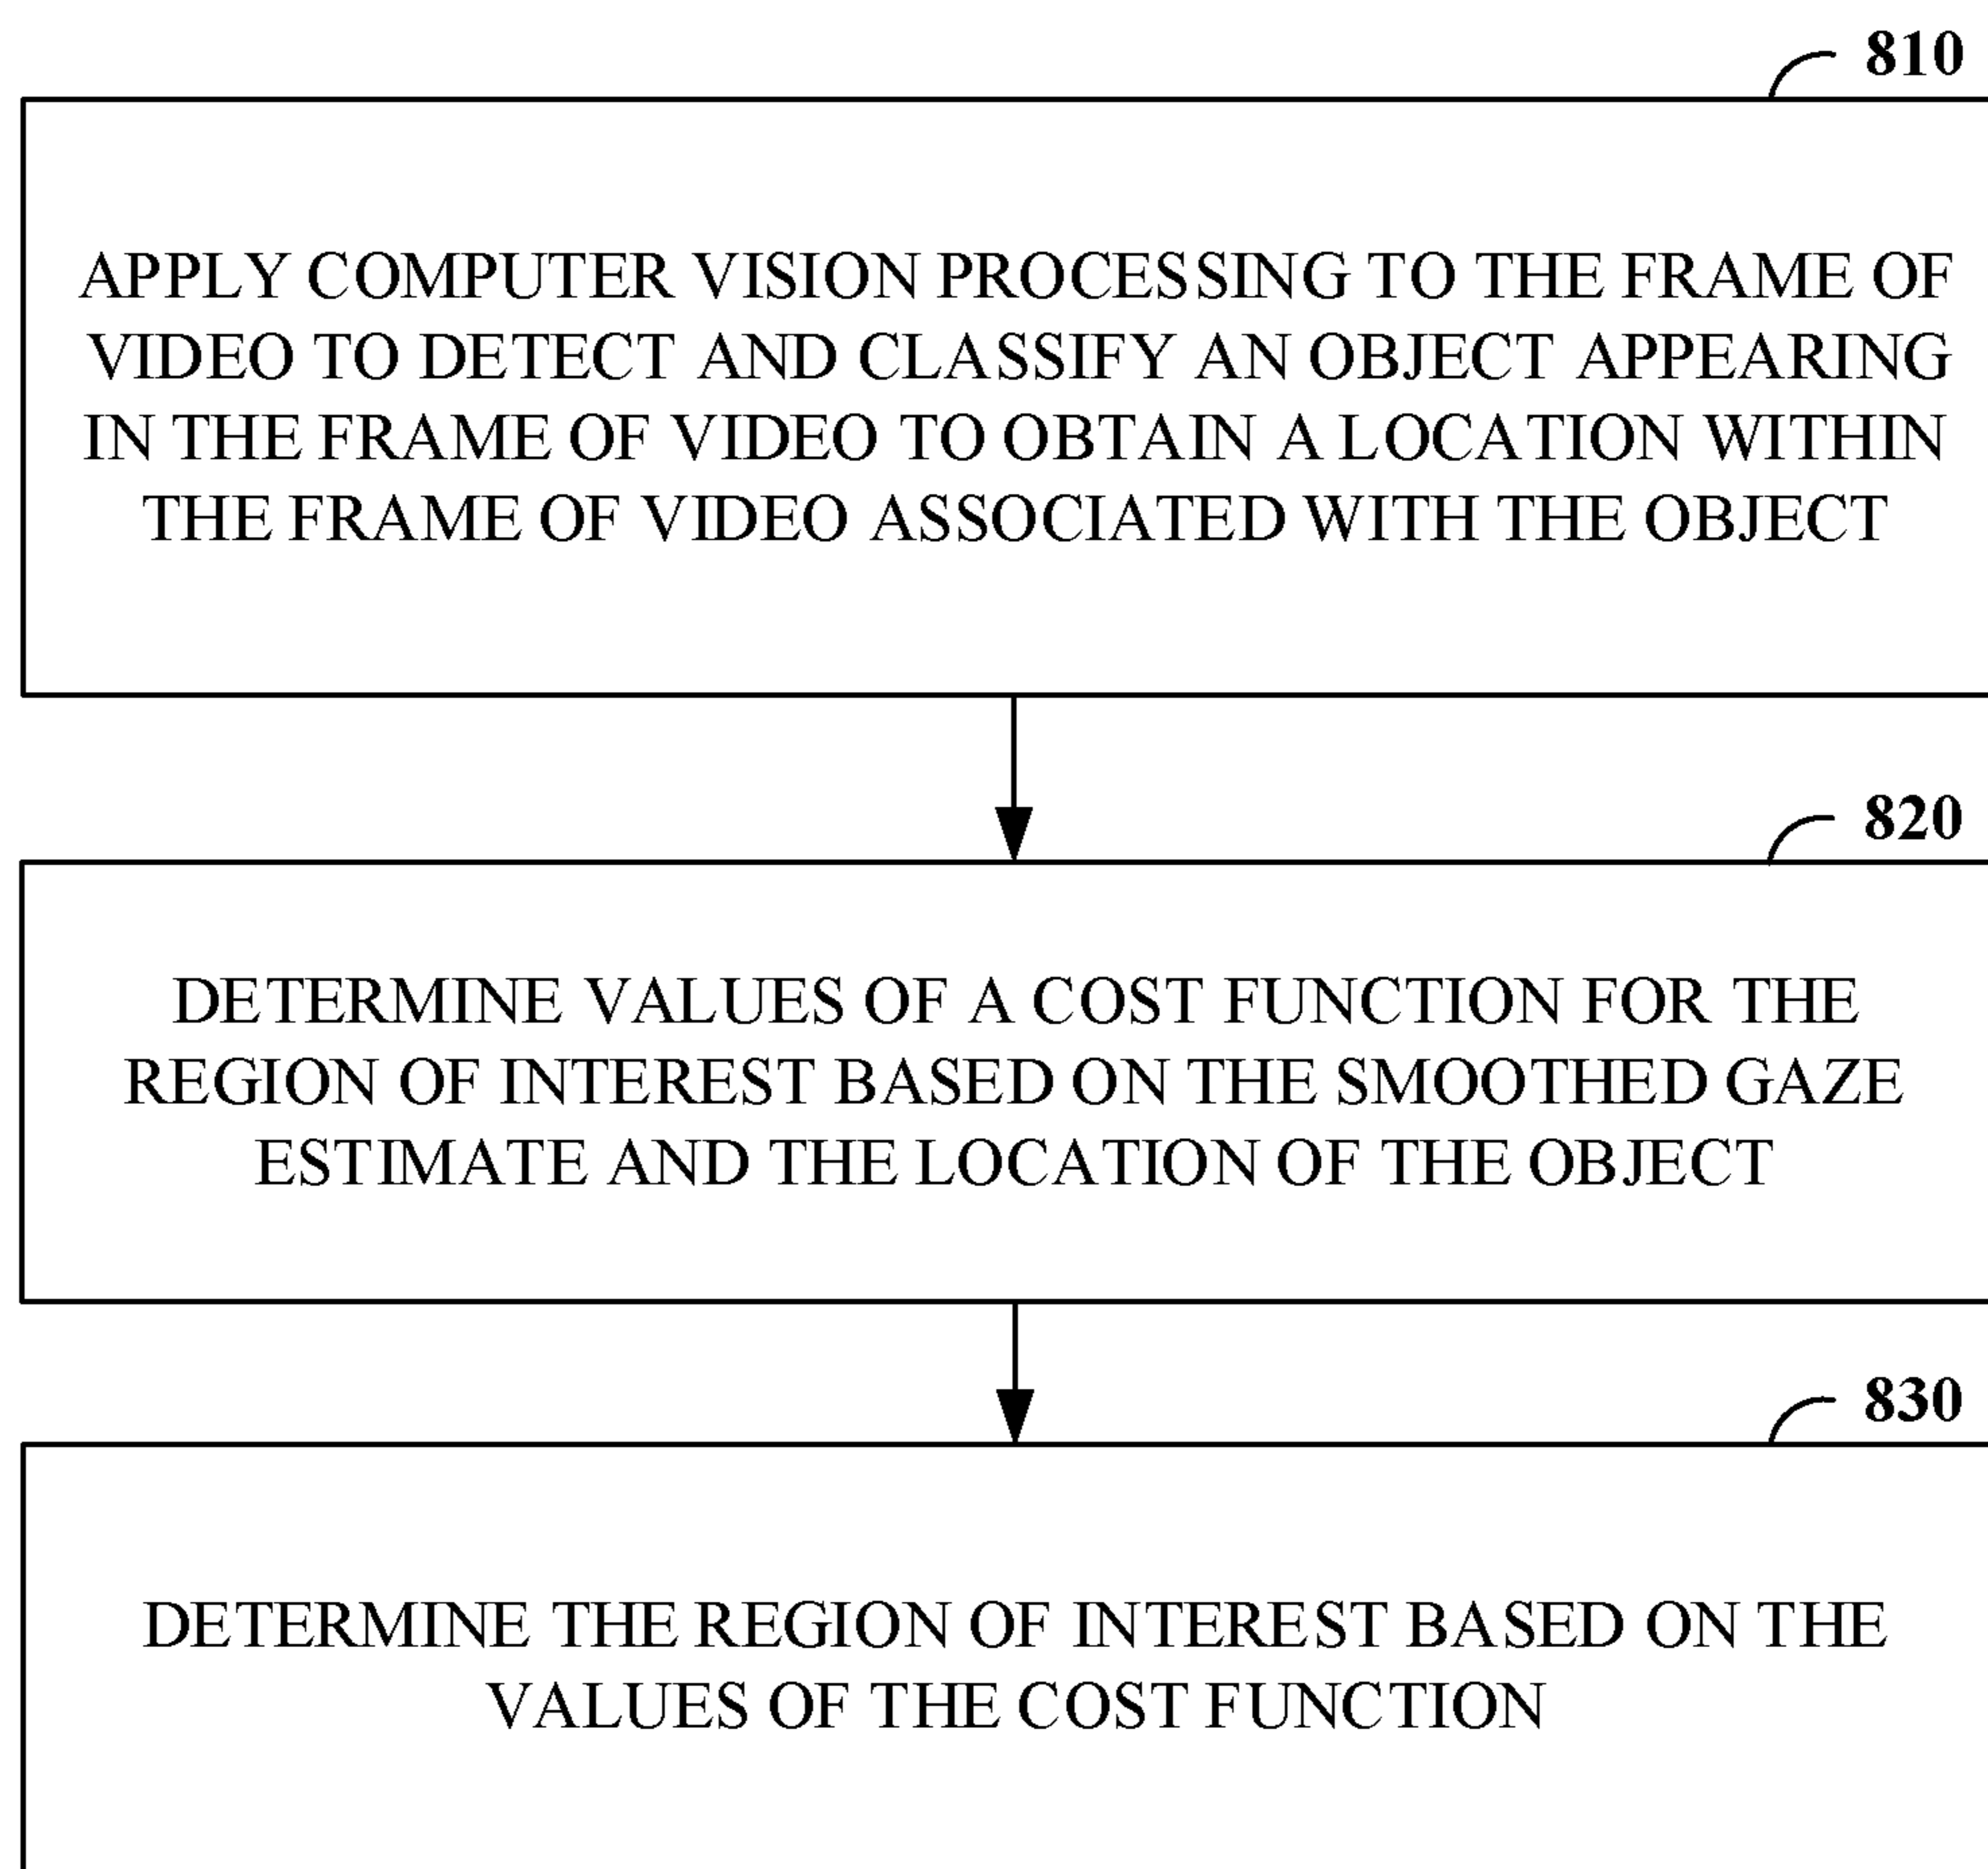 810
APPLY COMPUTER VISION PROCESSING TO THE FRAME OF
VIDEO TO DETECT AND CLASSIFY AN OBJECT APPEARING
IN THE FRAME OF VIDEO TO OBTAIN A LOCATION WITHIN
THE FRAME OF VIDEO ASSOCIATED WITH THE OBJECT
820
DETERMINE VALUES OF A COST FUNCTION FOR THE
REGION OF INTEREST BASED ON THE SMOOTHED GAZE
ESTIMATE AND THE LOCATION OF THE OBJECT
830
DETERMINE THE REGION OF INTEREST BASED ON THE
VALUES OF THE COST FUNCTION